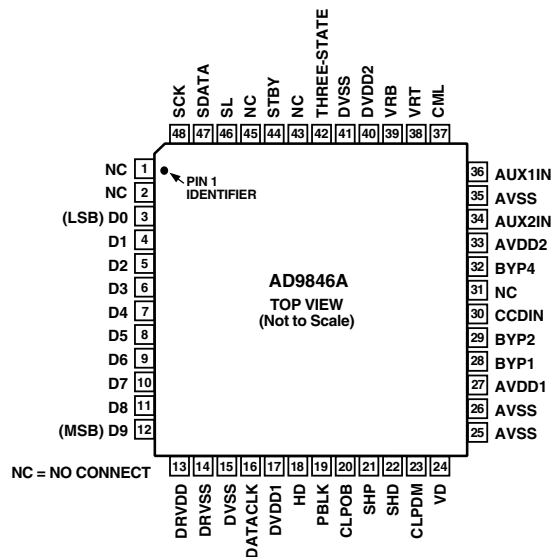 SCK
SDATA
SL
NC
STBY
NC
THREE-STATE
DVSS
DVDD2
VRB
VRT
CML
48 47 46 45 44 43 42 41 40 39 38 37
NC 1
NC 2
(LSB) D0 3
D1 4
D2 5
D3 6
D4 7
D5 8
D6 9
D7 10
D8 11
(MSB) D9 12
PIN 1
IDENTIFIER
AD9846A
TOP VIEW
(Not to Scale)
36 AUX1IN
35 AVSS
34 AUX2IN
33 AVDD2
32 BYP4
31 NC
30 CCDIN
29 BYP2
28 BYP1
27 AVDD1
26 AVSS
25 AVSS
NC = NO CONNECT
13 14 15 16 17 18 19 20 21 22 23 24
DRVDD
DRVSS
DVSS
DATACLK
DVDD1
HD
PBLK
CLPOB
SHP
SHD
CLPDM
VD